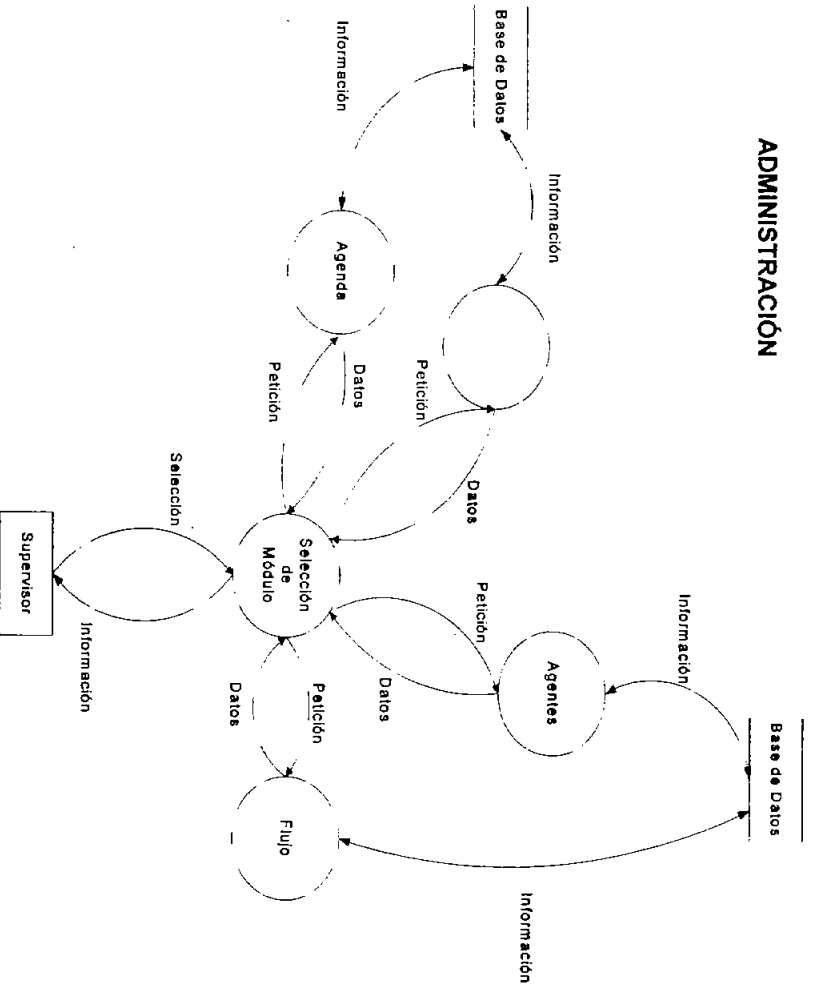 ADMINISTRACIÓN
Base de Datos
Información
Información
Agenda
Datos
Petición
Petición
Datos
Selección
de
Módulo
Selección
Supervisor
Información
Petición
Datos
Agentes
Información
Base de Datos
Petición
Datos
Flujo
Información